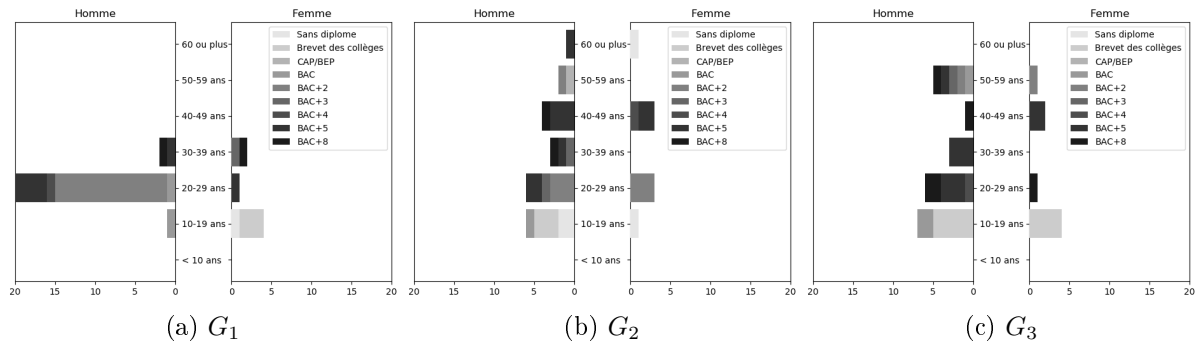 Homme
Femme
Sans diplome
Brevet des collèges
CAP/BEP
BAC
BAC+2
BAC+3
BAC+4
BAC+5
BAC+8
60 ou plus
50-59 ans
40-49 ans
30-39 ans
20-29 ans
10-19 ans
< 10 ans
20 15 10 5 0
0 5 10 15 20
(a) G1
Homme
Femme
Sans diplome
Brevet des collèges
CAP/BEP
BAC
BAC+2
BAC+3
BAC+4
BAC+5
BAC+8
60 ou plus
50-59 ans
40-49 ans
30-39 ans
20-29 ans
10-19 ans
< 10 ans
20 15 10 5 0
0 5 10 15 20
(b) G2
Homme
Femme
Sans diplome
Brevet des collèges
CAP/BEP
BAC
BAC+2
BAC+3
BAC+4
BAC+5
BAC+8
60 ou plus
50-59 ans
40-49 ans
30-39 ans
20-29 ans
10-19 ans
< 10 ans
20 15 10 5 0
0 5 10 15 20
(c) G3